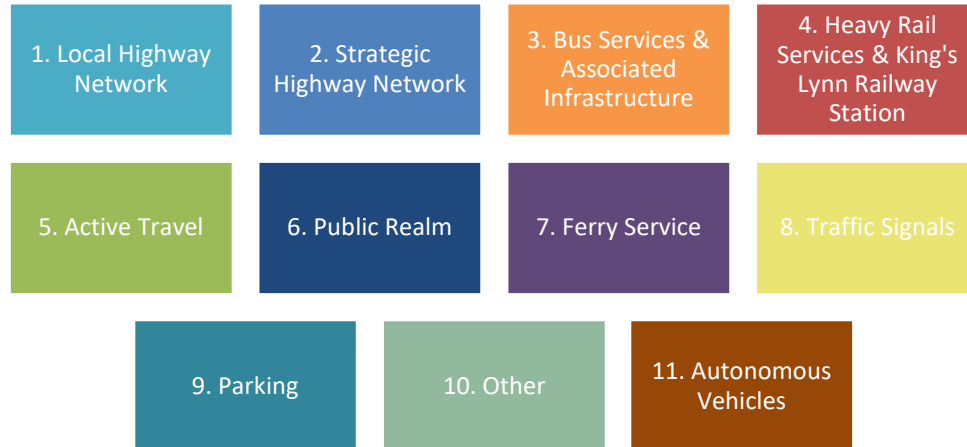 1. Local Highway
Network
2. Strategic
Highway Network
3. Bus Services &
Associated
Infrastructure
4. Heavy Rail
Services & King's
Lynn Railway
Station
5. Active Travel
6. Public Realm
7. Ferry Service
8. Traffic Signals
9. Parking
10. Other
11. Autonomous
Vehicles